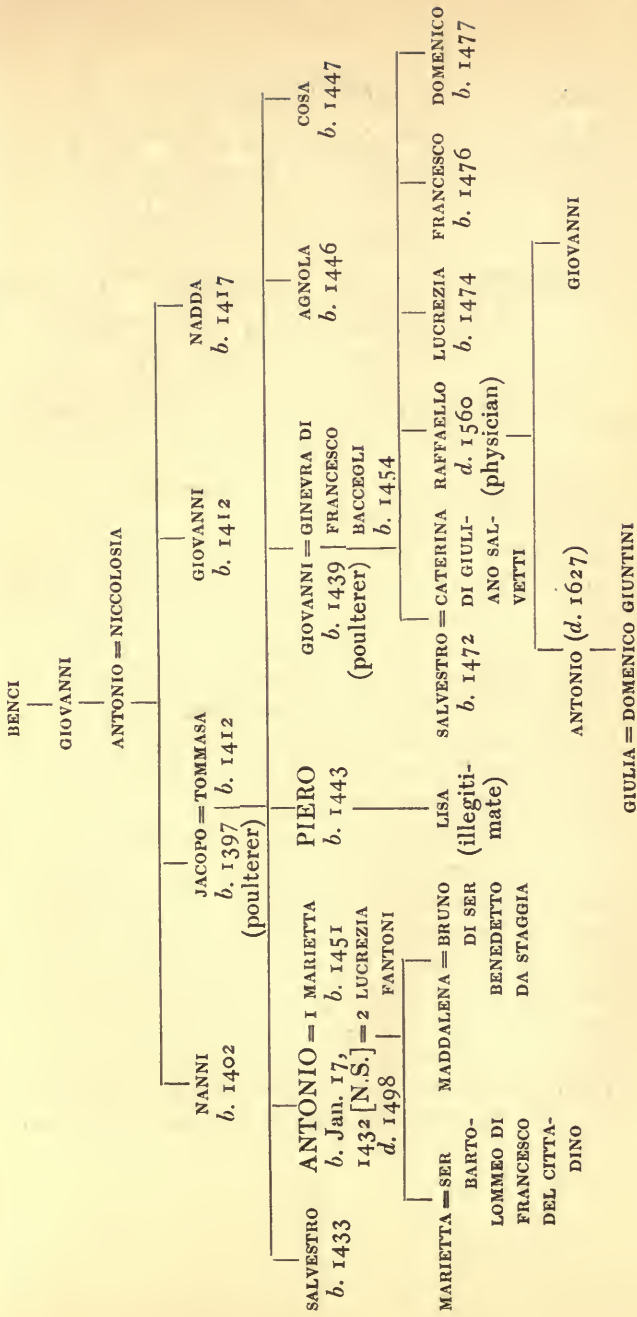 BENCI
GIOVANNI
ANTONIO = NICCOLOSIA
NANNI
b. 1402
JACOPO = TOMMASA
b. 1397
(poulterer)
b. 1412
GIOVANNI
b. 1412
NADDA
b. 1417
SALVESTRO
b. 1433
ANTONIO = 1 MARIETTA
b. Jan. 17,
b. 1451
1432 [N.S.] = 2 LUCREZIA
d. 1498
FANTONI
PIERO
b. 1443
GIOVANNI = GINEVRA DI
b. 1439
(poulterer)
FRANCESCO
BACCEGLI
b. 1454
AGNOLA
b. 1446
COSA
b. 1447
MARIETTA = SER
BARTO-
LOMMEO DI
FRANCESCO
DEL CITTA-
DINO
MADDALENA = BRUNO
DI SER
BENEDETTO
DA STAGGIA
LISA
(illegiti-
mate)
SALVESTRO = CATERINA
b. 1472
DI GIULI-
ANO SAL-
VETTI
RAFFAELLO
d. 1560
(physician)
LUCREZIA
b. 1474
FRANCESCO
b. 1476
DOMENICO
b. 1477
ANTONIO (d. 1627)
GIOVANNI
GIULIA = DOMENICO GIUNTINI